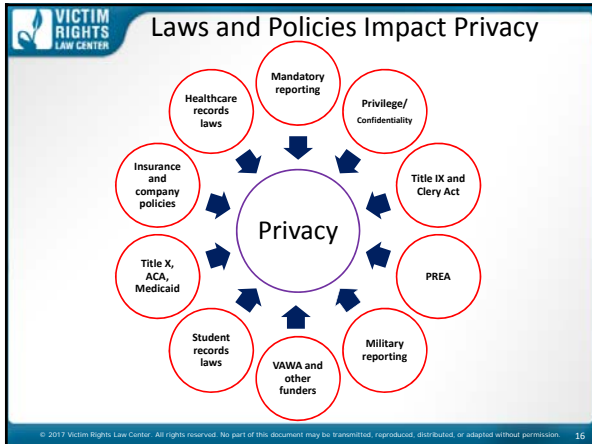 VICTIM
RIGHTS
LAW CENTER
Laws and Policies Impact Privacy
Mandatory
reporting
Privilege/
Confidentiality
Title IX and
Clery Act
PREA
Military
reporting
VAWA and
other
funders
Student
records
laws
Title X,
ACA,
Medicaid
Insurance
and
company
policies
Healthcare
records
laws
Privacy
© 2017 Victim Rights Law Center. All rights reserved. No part of this document may be transmitted, reproduced, distributed, or adapted without permission. 16